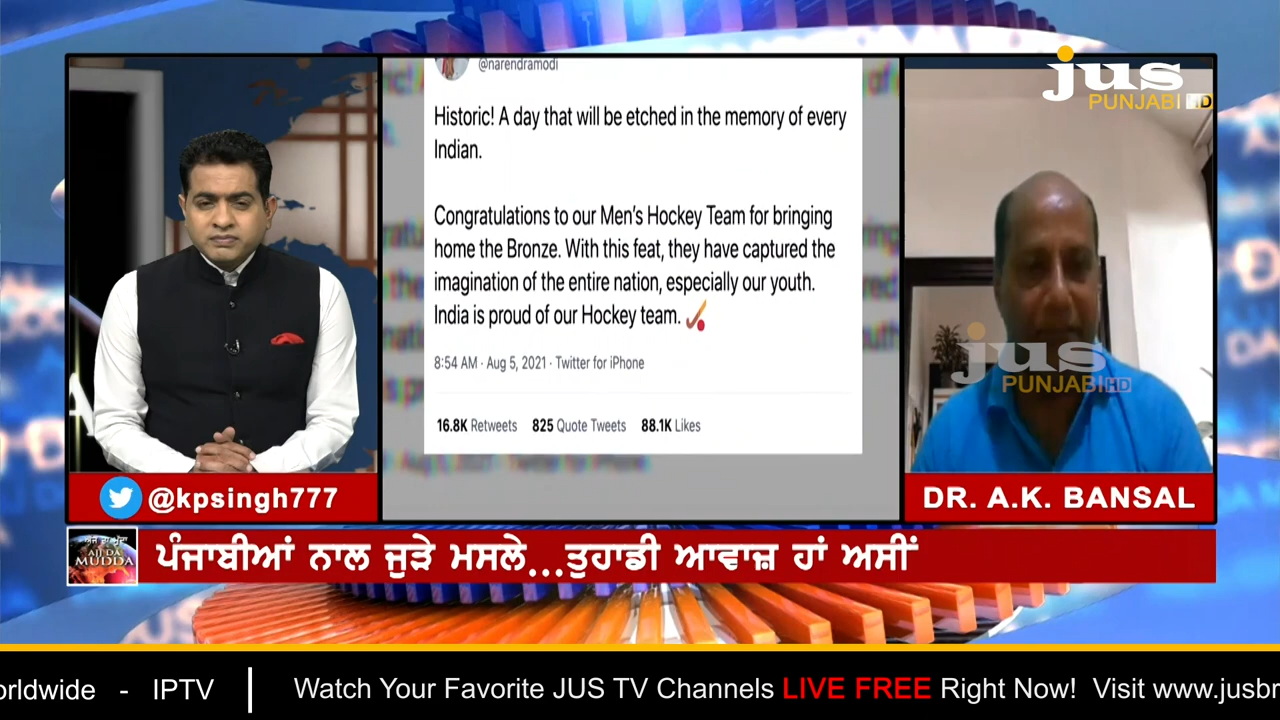 jus
PUNJABI HD
@narendramodi
Historic! A day that will be etched in the memory of every
Indian.
Congratulations to our Men's Hockey Team for bringing
home the Bronze. With this feat, they have captured the
imagination of the entire nation, especially our youth.
India is proud of our Hockey team.
8:54 AM · Aug 5, 2021 · Twitter for iPhone
16.8K Retweets 825 Quote Tweets 88.1K Likes
jus
PUNJABI HD
@kpsingh777
DR. A.K. BANSAL
ਅੱਜ ਦਾ ਮੁੱਦਾ
AJJ DA
MUDDA
ਪੰਜਾਬੀਆਂ ਨਾਲ ਜੁੜੇ ਮਸਲੇ...ਤੁਹਾਡੀ ਆਵਾਜ਼ ਹਾਂ ਅਸੀਂ
orldwide - IPTV | Watch Your Favorite JUS TV Channels LIVE FREE Right Now! Visit www.jusbr